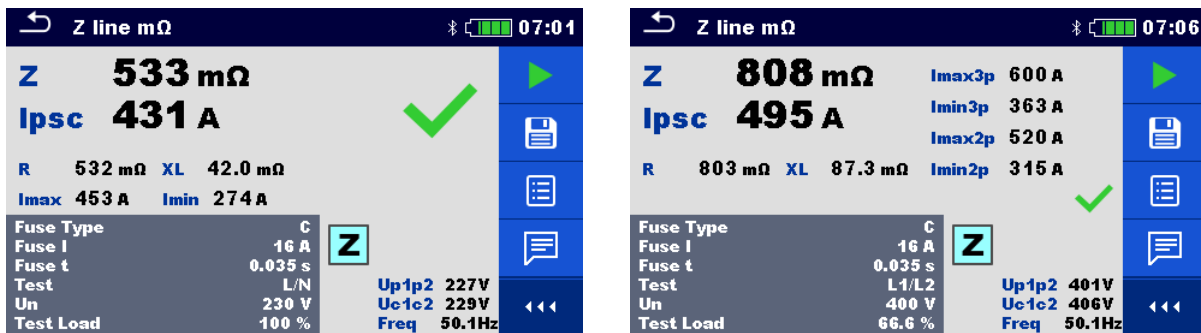 Z line mΩ 07:01
Z 533 mΩ
Ipsc 431 A
R 532 mΩ XL 42.0 mΩ
Imax 453 A Imin 274 A
Fuse Type C
Fuse I 16 A
Fuse t 0.035 s
Test L/N
Un 230 V
Test Load 100 %
Z
Up1p2 227V
Uc1c2 229V
Freq 50.1Hz
Z line mΩ 07:06
Z 808 mΩ
Ipsc 495 A
Imax3p 600 A
Imin3p 363 A
Imax2p 520 A
Imin2p 315 A
R 803 mΩ XL 87.3 mΩ
Fuse Type C
Fuse I 16 A
Fuse t 0.035 s
Test L1/L2
Un 400 V
Test Load 66.6 %
Z
Up1p2 401V
Uc1c2 406V
Freq 50.1Hz